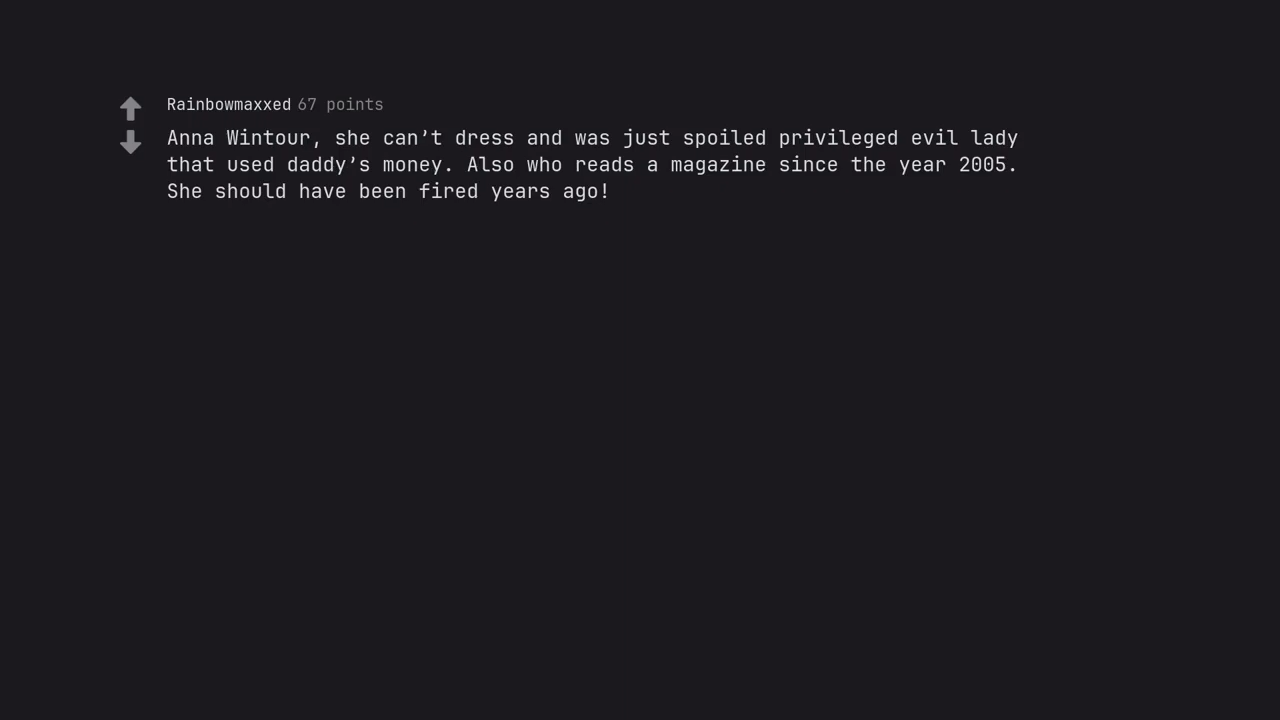 Rainbowmaxxed 67 points
Anna Wintour, she can’t dress and was just spoiled privileged evil lady
that used daddy’s money. Also who reads a magazine since the year 2005.
She should have been fired years ago!